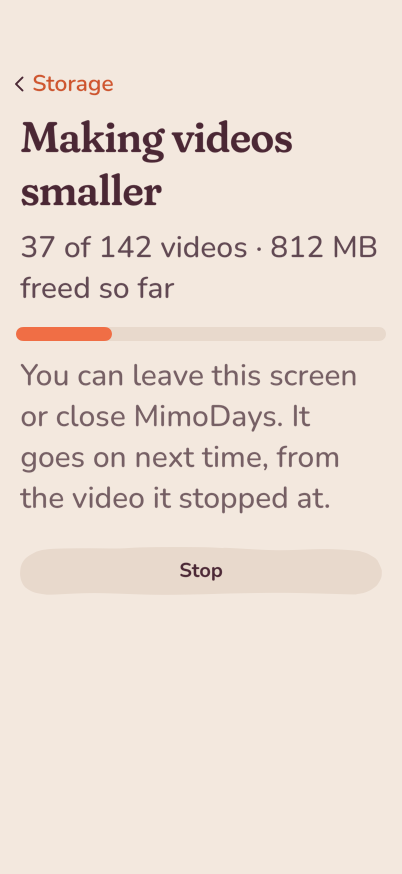 Storage
Making videos
smaller
37 of 142 videos · 812 MB
freed so far
You can leave this screen
or close MimoDays. It
goes on next time, from
the video it stopped at.
Stop